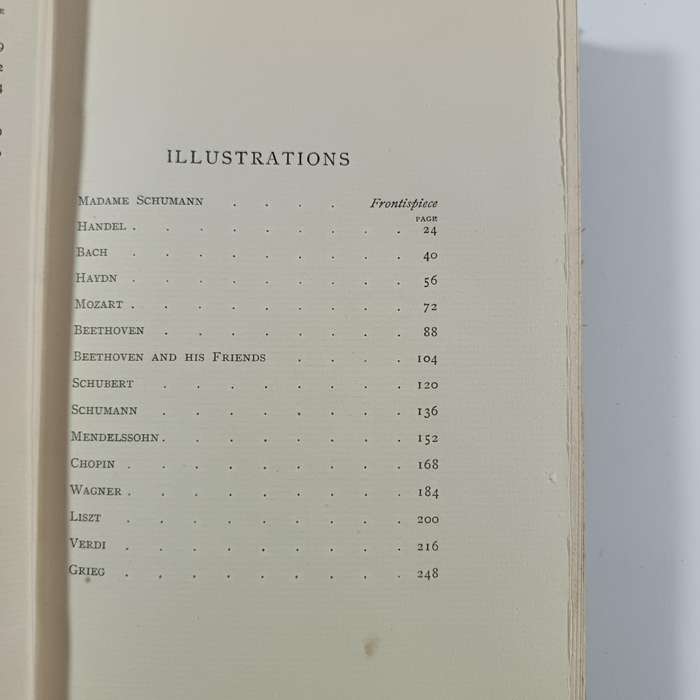 ILLUSTRATIONS
MADAME SCHUMANN . . . . Frontispiece
PAGE
HANDEL . . . . . . . . . 24
BACH . . . . . . . . . 40
HAYDN . . . . . . . . . 56
MOZART . . . . . . . . . 72
BEETHOVEN . . . . . . . . 88
BEETHOVEN AND HIS FRIENDS . . . . 104
SCHUBERT . . . . . . . . 120
SCHUMANN . . . . . . . . 136
MENDELSSOHN . . . . . . . . 152
CHOPIN . . . . . . . . . 168
WAGNER . . . . . . . . . 184
LISZT . . . . . . . . . 200
VERDI . . . . . . . . . 216
GRIEG . . . . . . . . . 248